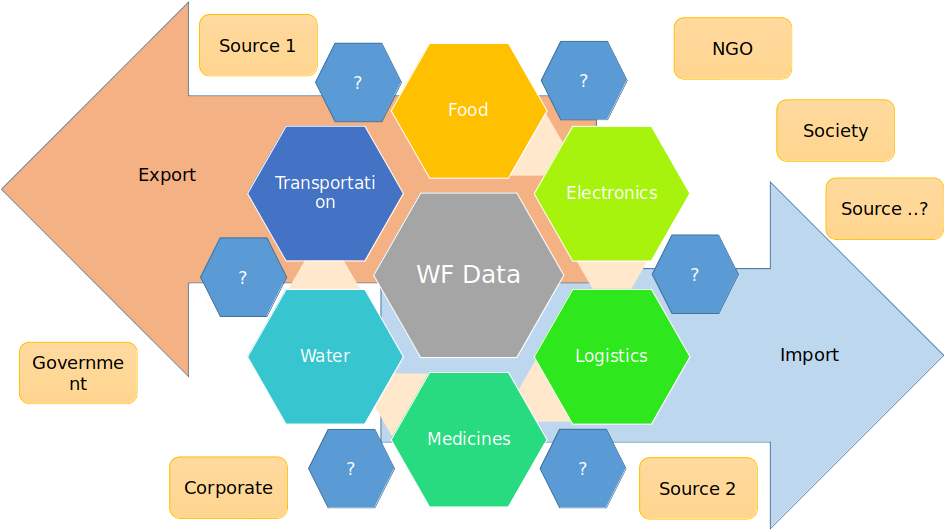 Source 1
NGO
?
?
Food
Society
Export
Transportati
on
Electronics
Source ..?
WF Data
?
?
Governme
nt
Water
Logistics
Import
Medicines
?
?
Corporate
Source 2